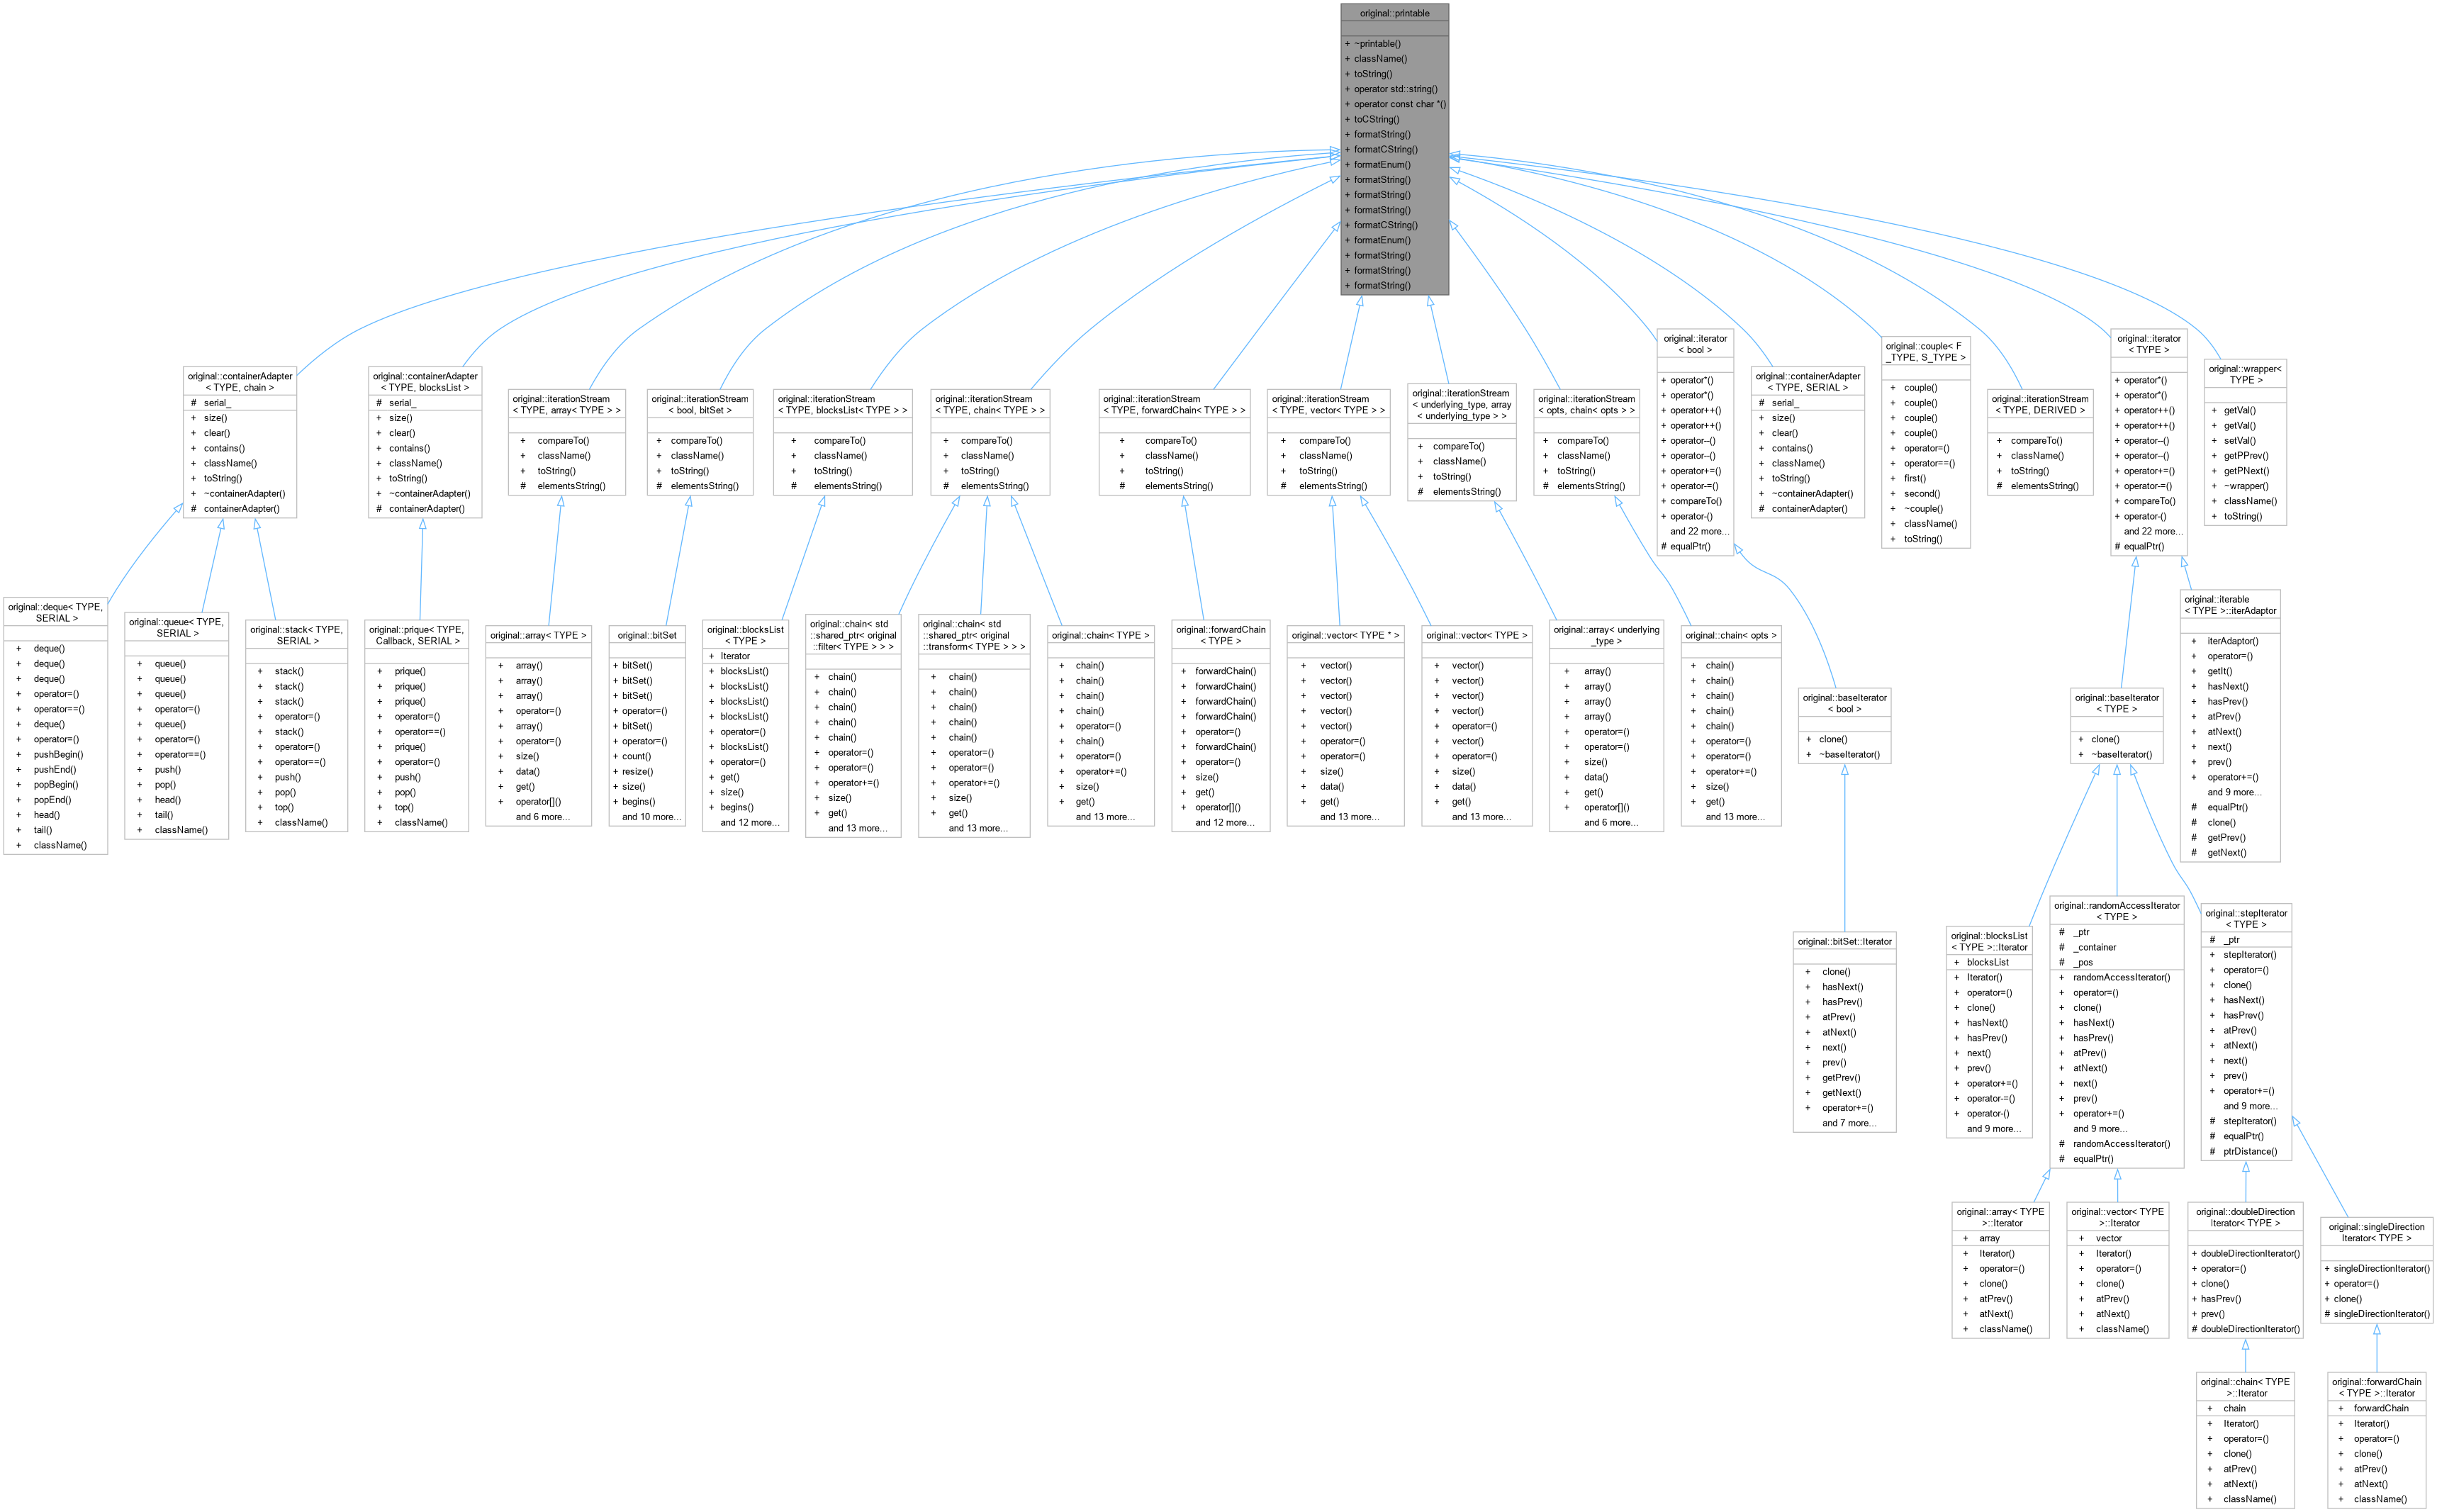 original::printable
+ ~printable()
+ className()
+ toString()
+ operator std::string()
+ operator const char *()
+ toCString()
+ formatString()
+ formatCString()
+ formatEnum()
+ formatString()
+ formatString()
+ formatString()
+ formatCString()
+ formatEnum()
+ formatString()
+ formatString()
+ formatString()
original::containerAdapter
< TYPE, chain >
# serial_
+ size()
+ clear()
+ contains()
+ className()
+ toString()
+ ~containerAdapter()
# containerAdapter()
original::containerAdapter
< TYPE, blocksList >
# serial_
+ size()
+ clear()
+ contains()
+ className()
+ toString()
+ ~containerAdapter()
# containerAdapter()
original::iterationStream
< TYPE, array< TYPE > >
+ compareTo()
+ className()
+ toString()
# elementsString()
original::iterationStream
< bool, bitSet >
+ compareTo()
+ className()
+ toString()
# elementsString()
original::iterationStream
< TYPE, blocksList< TYPE > >
+ compareTo()
+ className()
+ toString()
# elementsString()
original::iterationStream
< TYPE, chain< TYPE > >
+ compareTo()
+ className()
+ toString()
# elementsString()
original::iterationStream
< TYPE, forwardChain< TYPE > >
+ compareTo()
+ className()
+ toString()
# elementsString()
original::iterationStream
< TYPE, vector< TYPE > >
+ compareTo()
+ className()
+ toString()
# elementsString()
original::iterationStream
< underlying_type, array
< underlying_type > >
+ compareTo()
+ className()
+ toString()
# elementsString()
original::iterationStream
< opts, chain< opts > >
+ compareTo()
+ className()
+ toString()
# elementsString()
original::iterator
< bool >
+ operator*()
+ operator*()
+ operator++()
+ operator++()
+ operator--()
+ operator--()
+ operator+=()
+ operator-=()
+ compareTo()
+ operator-()
and 22 more...
# equalPtr()
original::containerAdapter
< TYPE, SERIAL >
# serial_
+ size()
+ clear()
+ contains()
+ className()
+ toString()
+ ~containerAdapter()
# containerAdapter()
original::couple< F
_TYPE, S_TYPE >
+ couple()
+ couple()
+ couple()
+ couple()
+ operator=()
+ operator==()
+ first()
+ second()
+ ~couple()
+ className()
+ toString()
original::iterationStream
< TYPE, DERIVED >
+ compareTo()
+ className()
+ toString()
# elementsString()
original::iterator
< TYPE >
+ operator*()
+ operator*()
+ operator++()
+ operator++()
+ operator--()
+ operator--()
+ operator+=()
+ operator-=()
+ compareTo()
+ operator-()
and 22 more...
# equalPtr()
original::wrapper<
TYPE >
+ getVal()
+ getVal()
+ setVal()
+ getPPrev()
+ getPNext()
+ ~wrapper()
+ className()
+ toString()
original::deque< TYPE,
SERIAL >
+ deque()
+ deque()
+ deque()
+ operator=()
+ operator==()
+ deque()
+ operator=()
+ pushBegin()
+ pushEnd()
+ popBegin()
+ popEnd()
+ head()
+ tail()
+ className()
original::queue< TYPE,
SERIAL >
+ queue()
+ queue()
+ queue()
+ operator=()
+ queue()
+ operator=()
+ operator==()
+ push()
+ pop()
+ head()
+ tail()
+ className()
original::stack< TYPE,
SERIAL >
+ stack()
+ stack()
+ stack()
+ operator=()
+ stack()
+ operator=()
+ operator==()
+ push()
+ pop()
+ top()
+ className()
original::prique< TYPE,
Callback, SERIAL >
+ prique()
+ prique()
+ prique()
+ operator=()
+ operator==()
+ prique()
+ operator=()
+ push()
+ pop()
+ top()
+ className()
original::array< TYPE >
+ array()
+ array()
+ array()
+ operator=()
+ array()
+ operator=()
+ size()
+ data()
+ get()
+ operator[]()
and 6 more...
original::bitSet
+ bitSet()
+ bitSet()
+ bitSet()
+ operator=()
+ bitSet()
+ operator=()
+ count()
+ resize()
+ size()
+ begins()
and 10 more...
original::blocksList
< TYPE >
+ Iterator
+ blocksList()
+ blocksList()
+ blocksList()
+ blocksList()
+ operator=()
+ blocksList()
+ operator=()
+ get()
+ size()
+ begins()
and 12 more...
original::chain< std
::shared_ptr< original
::filter< TYPE > > >
+ chain()
+ chain()
+ chain()
+ chain()
+ chain()
+ operator=()
+ operator=()
+ operator+=()
+ size()
+ get()
and 13 more...
original::chain< std
::shared_ptr< original
::transform< TYPE > > >
+ chain()
+ chain()
+ chain()
+ chain()
+ chain()
+ operator=()
+ operator=()
+ operator+=()
+ size()
+ get()
and 13 more...
original::chain< TYPE >
+ chain()
+ chain()
+ chain()
+ chain()
+ operator=()
+ chain()
+ operator=()
+ operator+=()
+ size()
+ get()
and 13 more...
original::forwardChain
< TYPE >
+ forwardChain()
+ forwardChain()
+ forwardChain()
+ forwardChain()
+ operator=()
+ forwardChain()
+ operator=()
+ size()
+ get()
+ operator[]()
and 12 more...
original::vector< TYPE * >
+ vector()
+ vector()
+ vector()
+ vector()
+ vector()
+ operator=()
+ operator=()
+ size()
+ data()
+ get()
and 13 more...
original::vector< TYPE >
+ vector()
+ vector()
+ vector()
+ vector()
+ operator=()
+ vector()
+ operator=()
+ size()
+ data()
+ get()
and 13 more...
original::array< underlying
_type >
+ array()
+ array()
+ array()
+ array()
+ operator=()
+ operator=()
+ size()
+ data()
+ get()
+ operator[]()
and 6 more...
original::chain< opts >
+ chain()
+ chain()
+ chain()
+ chain()
+ chain()
+ operator=()
+ operator=()
+ operator+=()
+ size()
+ get()
and 13 more...
original::baseIterator
< bool >
+ clone()
+ ~baseIterator()
original::baseIterator
< TYPE >
+ clone()
+ ~baseIterator()
original::iterable
< TYPE >::iterAdaptor
+ iterAdaptor()
+ operator=()
+ getIt()
+ hasNext()
+ hasPrev()
+ atPrev()
+ atNext()
+ next()
+ prev()
+ operator+=()
and 9 more...
# equalPtr()
# clone()
# getPrev()
# getNext()
original::bitSet::Iterator
+ clone()
+ hasNext()
+ hasPrev()
+ atPrev()
+ atNext()
+ next()
+ prev()
+ getPrev()
+ getNext()
+ operator+=()
and 7 more...
original::blocksList
< TYPE >::Iterator
+ blocksList
+ Iterator()
+ operator=()
+ clone()
+ hasNext()
+ hasPrev()
+ next()
+ prev()
+ operator+=()
+ operator-=()
+ operator-()
and 9 more...
original::randomAccessIterator
< TYPE >
# _ptr
# _container
# _pos
+ randomAccessIterator()
+ operator=()
+ clone()
+ hasNext()
+ hasPrev()
+ atPrev()
+ atNext()
+ next()
+ prev()
+ operator+=()
and 9 more...
# randomAccessIterator()
# equalPtr()
original::stepIterator
< TYPE >
# _ptr
+ stepIterator()
+ operator=()
+ clone()
+ hasNext()
+ hasPrev()
+ atPrev()
+ atNext()
+ next()
+ prev()
+ operator+=()
and 9 more...
# stepIterator()
# equalPtr()
# ptrDistance()
original::array< TYPE
>::Iterator
+ array
+ Iterator()
+ operator=()
+ clone()
+ atPrev()
+ atNext()
+ className()
original::vector< TYPE
>::Iterator
+ vector
+ Iterator()
+ operator=()
+ clone()
+ atPrev()
+ atNext()
+ className()
original::doubleDirection
Iterator< TYPE >
+ doubleDirectionIterator()
+ operator=()
+ clone()
+ hasPrev()
+ prev()
# doubleDirectionIterator()
original::singleDirection
Iterator< TYPE >
+ singleDirectionIterator()
+ operator=()
+ clone()
# singleDirectionIterator()
original::chain< TYPE
>::Iterator
+ chain
+ Iterator()
+ operator=()
+ clone()
+ atPrev()
+ atNext()
+ className()
original::forwardChain
< TYPE >::Iterator
+ forwardChain
+ Iterator()
+ operator=()
+ clone()
+ atPrev()
+ atNext()
+ className()